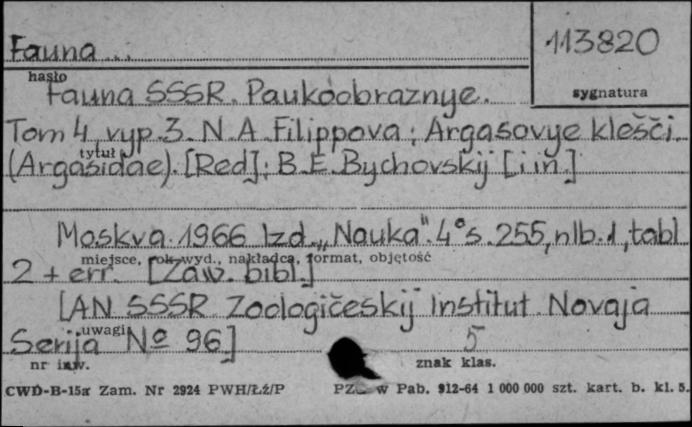 Fauna...
113820
hasło
sygnatura
Fauna SSSR. Paukoobraznye.
Tom 4, vyp. 3. N. A. Filippova: Argasovye klešči
tytuł
(Argasidae). [Red]: B. E. Bychovskij [i in.]
Moskva 1966 Izd. „Nauka". 4° s. 255, nlb. 1, tabl.
miejsce, rok wyd., nakładca, format, objętość
2 + err. [Zaw. bibl.]
[AN SSSR Zoologičeskij Institut. Novaja
uwagi
Serija № 96]
5
nr inw.
znak klas.
CWD-B-15a Zam. Nr 2924 PWH/Łź/P
w Pab. 912-64 1 000 000 szt. kart. b. kl. 5.